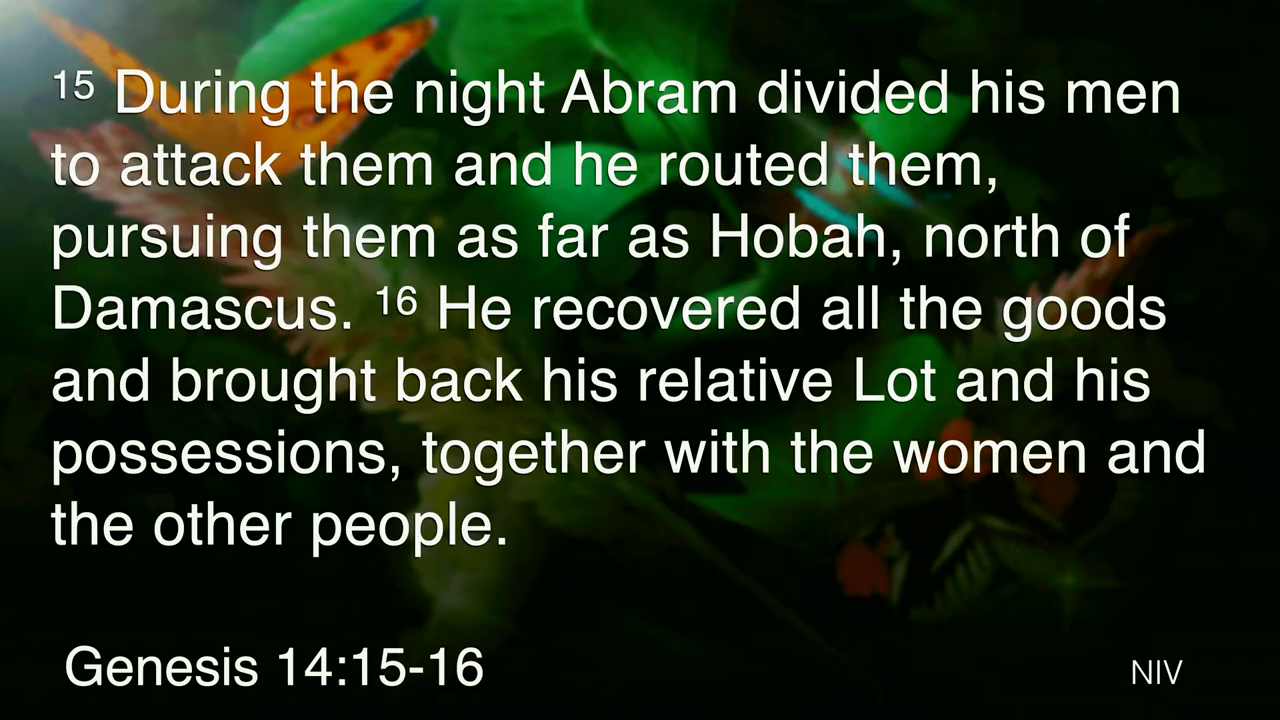 15 During the night Abram divided his men
to attack them and he routed them,
pursuing them as far as Hobah, north of
Damascus. 16 He recovered all the goods
and brought back his relative Lot and his
possessions, together with the women and
the other people.
Genesis 14:15-16
NIV